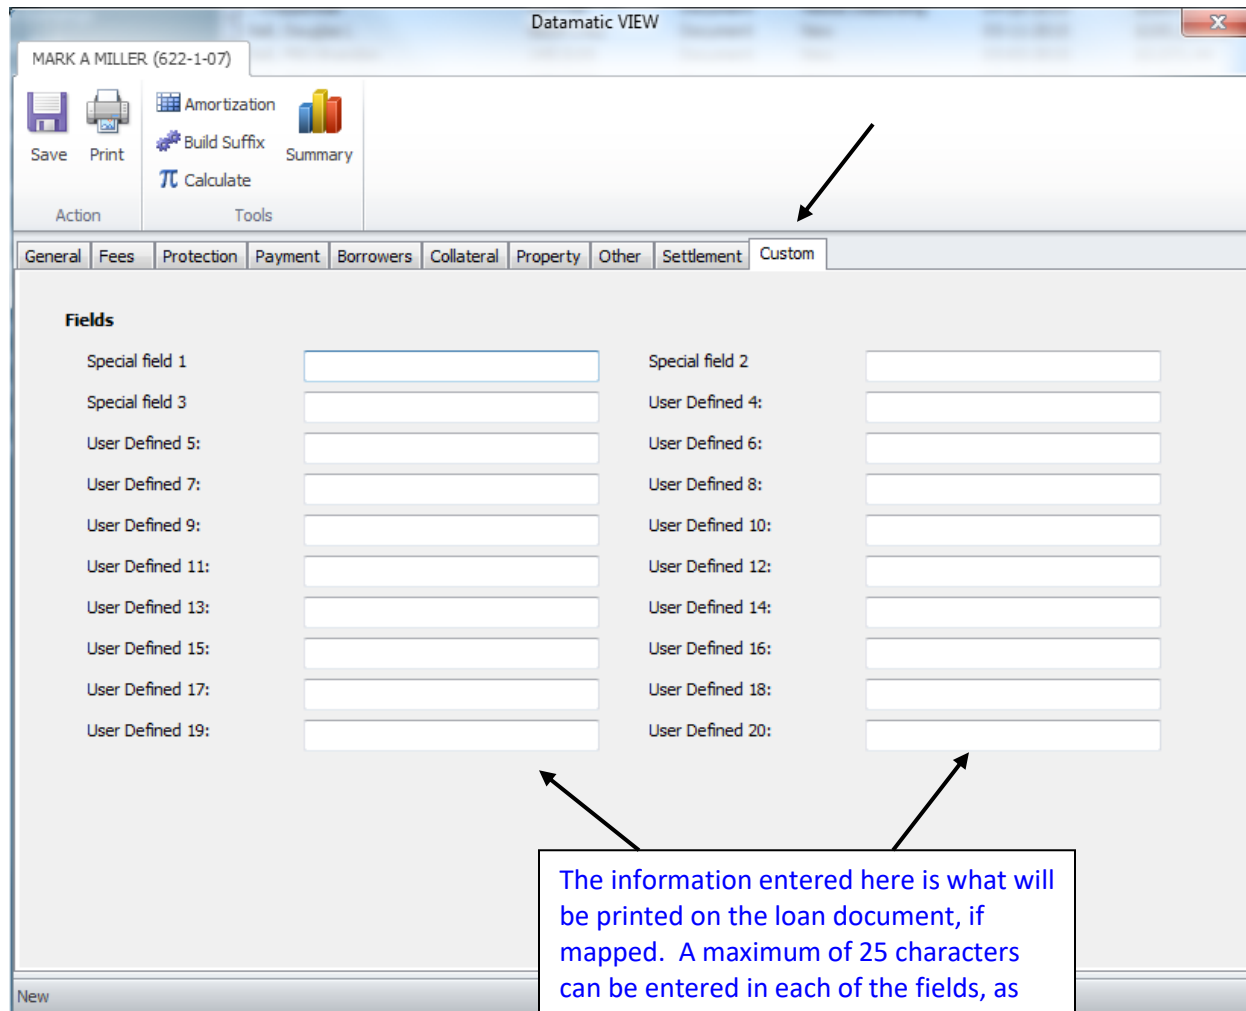 Datamatic VIEW
MARK A MILLER (622-1-07)
Save
Print
Amortization
Build Suffix
Calculate
Summary
Action
Tools
General Fees Protection Payment Borrowers Collateral Property Other Settlement Custom
Fields
Special field 1
Special field 2
Special field 3
User Defined 4:
User Defined 5:
User Defined 6:
User Defined 7:
User Defined 8:
User Defined 9:
User Defined 10:
User Defined 11:
User Defined 12:
User Defined 13:
User Defined 14:
User Defined 15:
User Defined 16:
User Defined 17:
User Defined 18:
User Defined 19:
User Defined 20:
The information entered here is what will
be printed on the loan document, if
mapped. A maximum of 25 characters
can be entered in each of the fields, as
New